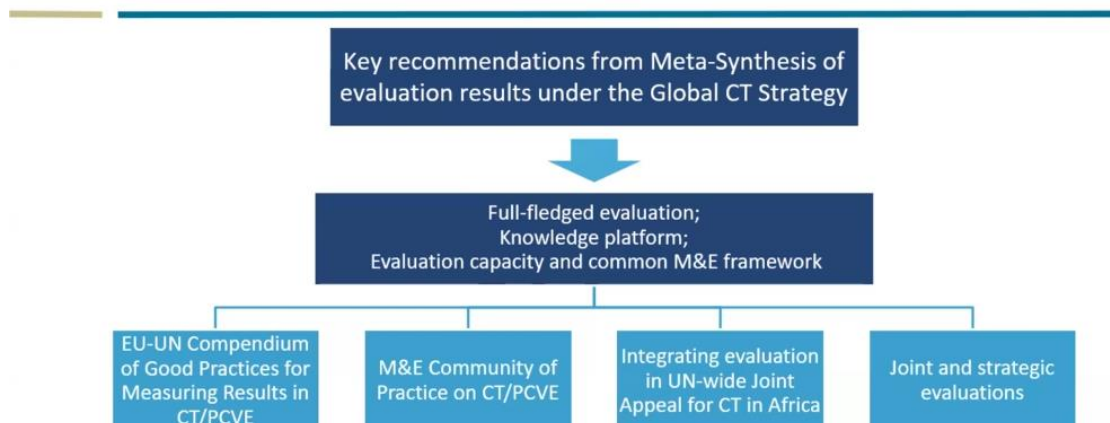 Key recommendations from Meta-Synthesis of
evaluation results under the Global CT Strategy
Full-fledged evaluation;
Knowledge platform;
Evaluation capacity and common M&E framework
EU-UN Compendium
of Good Practices for
Measuring Results in
CT/PCVE
M&E Community of
Practice on CT/PCVE
Integrating evaluation
in UN-wide Joint
Appeal for CT in Africa
Joint and strategic
evaluations